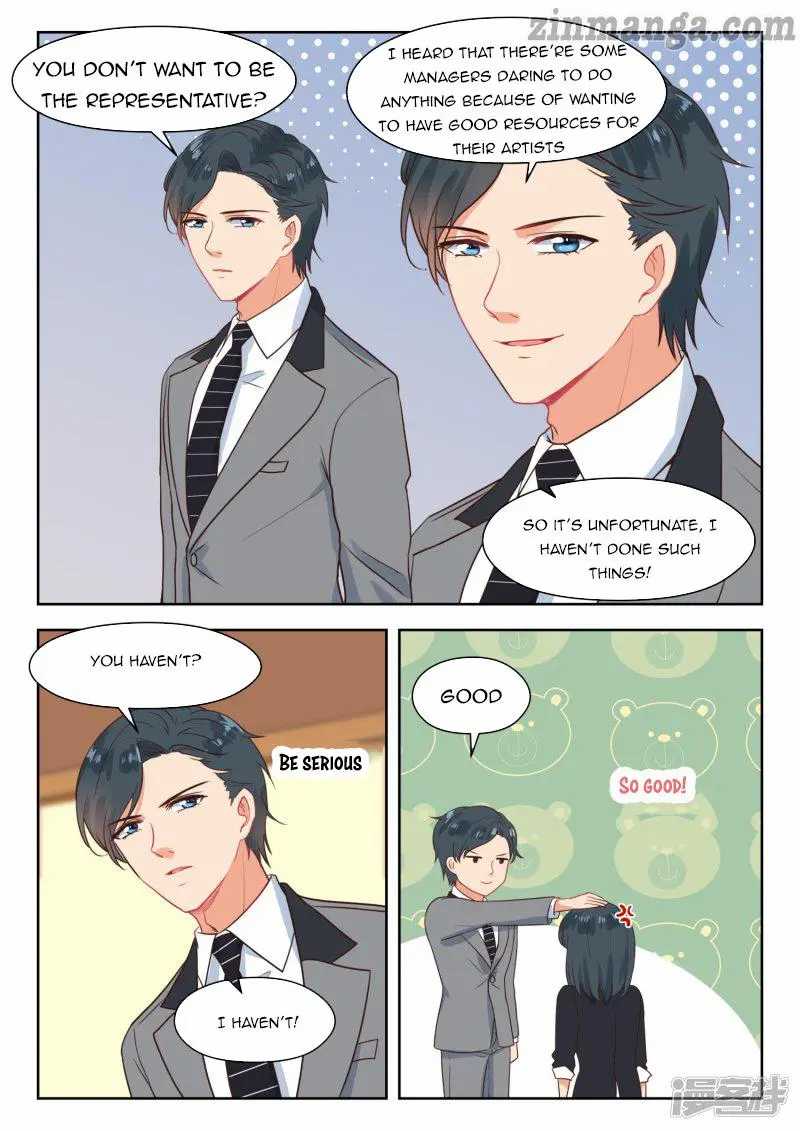 zinmanga.com
YOU DON'T WANT TO BE
THE REPRESENTATIVE?
I HEARD THAT THERE'RE SOME
MANAGERS DARING TO DO
ANYTHING BECAUSE OF WANTING
TO HAVE GOOD RESOURCES FOR
THEIR ARTISTS
SO IT'S UNFORTUNATE, I
HAVEN'T DONE SUCH
THINGS!
YOU HAVEN'T?
BE SERIOUS
I HAVEN'T!
GOOD
SO GOOD!
漫客栈